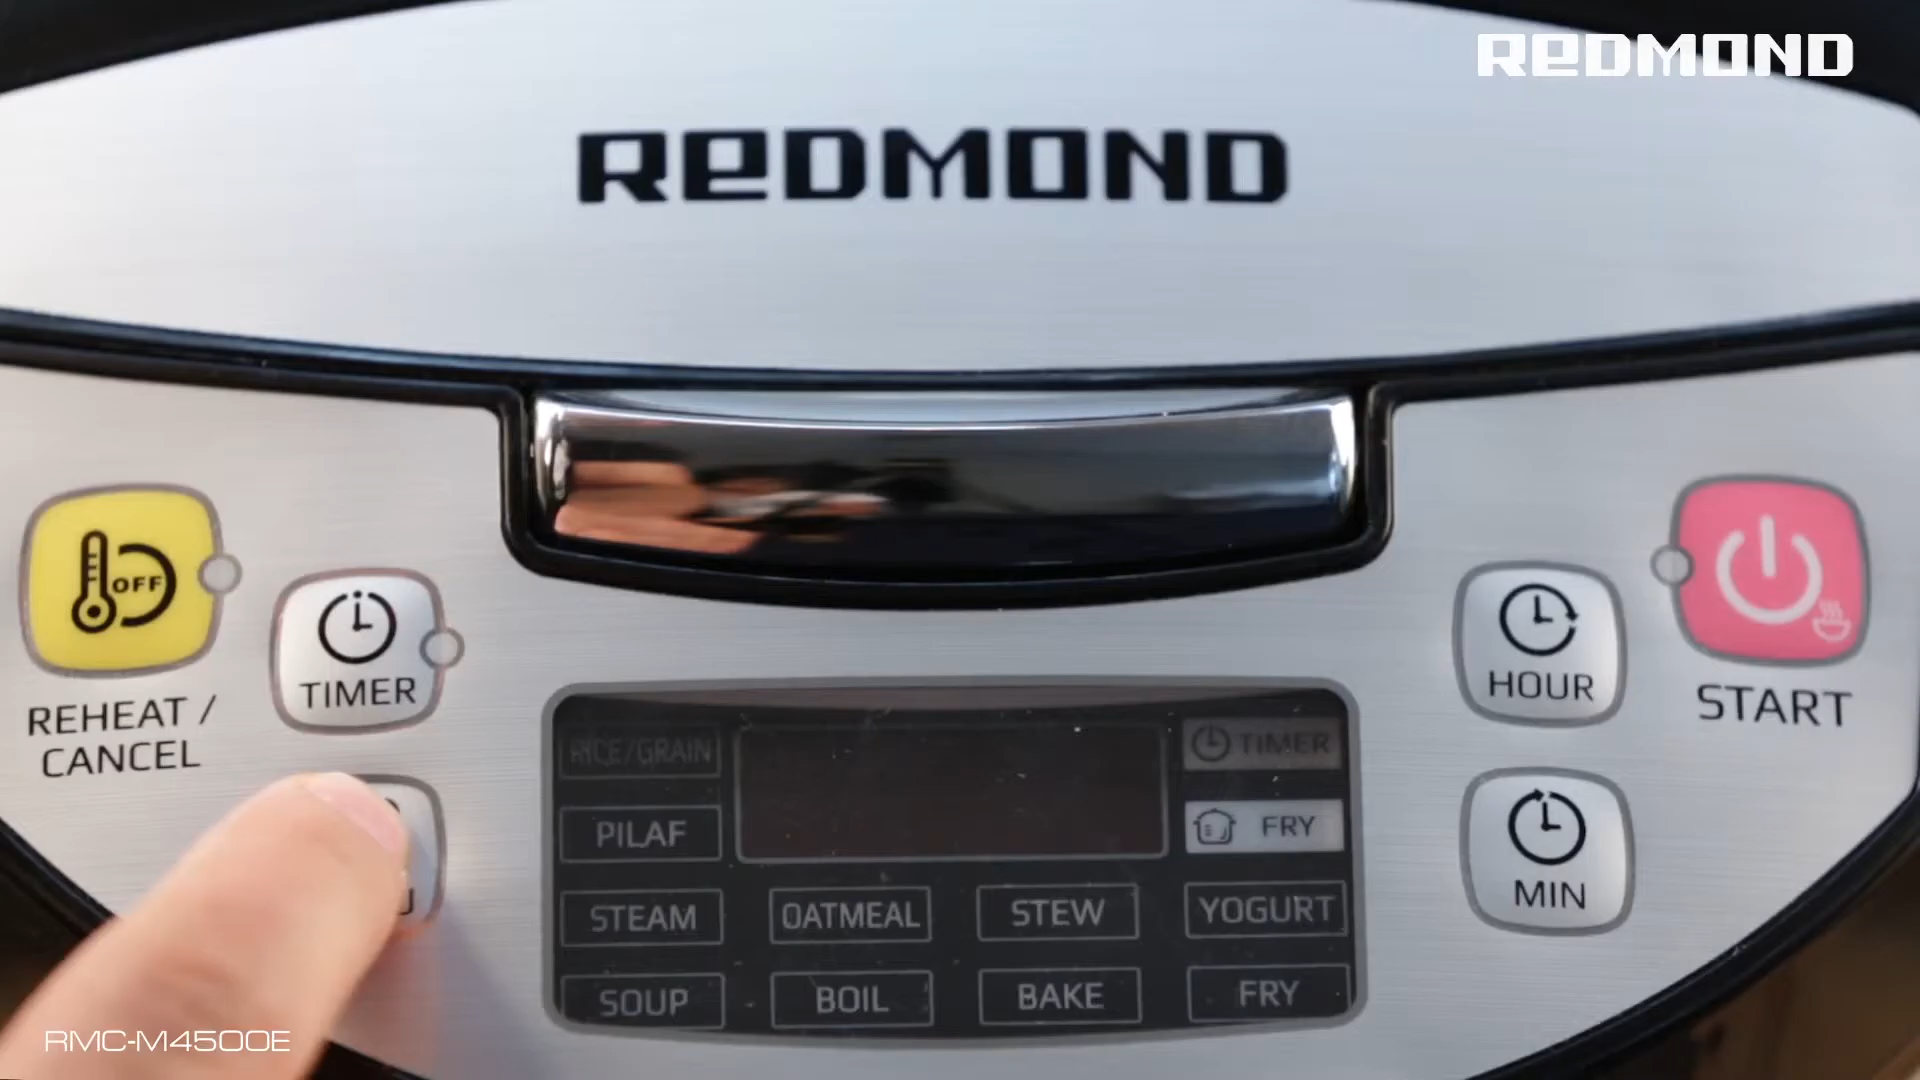 REDMOND
REDMOND
OFF
REHEAT /
CANCEL
TIMER
HOUR
START
MIN
RICE/GRAIN
TIMER
PILAF
FRY
STEAM
OATMEAL
STEW
YOGURT
SOUP
BOIL
BAKE
FRY
RMC-M4500E